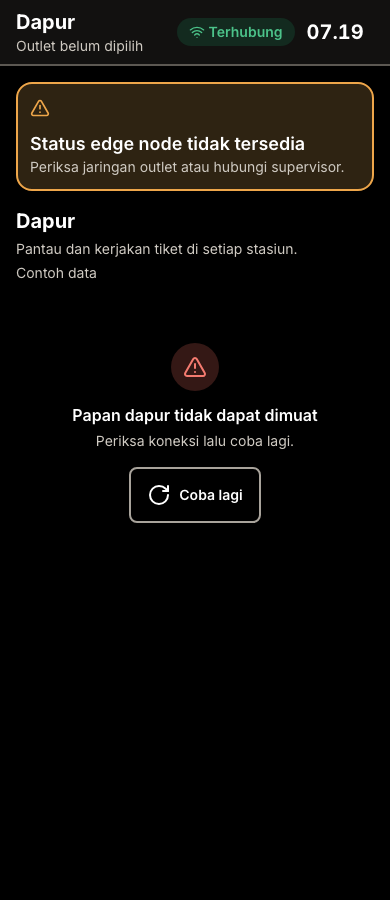 Dapur
Outlet belum dipilih
Terhubung
07.19
Status edge node tidak tersedia
Periksa jaringan outlet atau hubungi supervisor.
Dapur
Pantau dan kerjakan tiket di setiap stasiun.
Contoh data
Papan dapur tidak dapat dimuat
Periksa koneksi lalu coba lagi.
Coba lagi